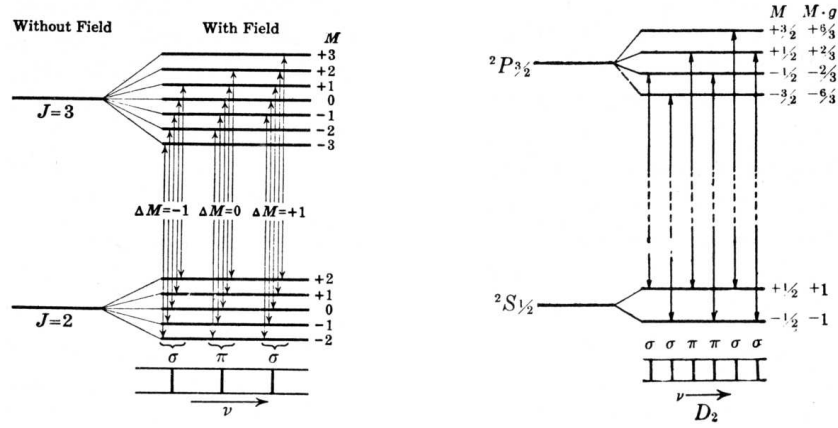 Without Field With Field M
+3
+2
+1
0
−1
−2
−3
J=3
ΔM=−1 ΔM=0 ΔM=+1
+2
+1
0
−1
−2
J=2
σ π σ
ν
M M·g
+3/2 +6/3
+1/2 +2/3
−1/2 −2/3
−3/2 −6/3
²P3/2
²S1/2
+1/2 +1
−1/2 −1
σ σ π π σ σ
ν
D₂